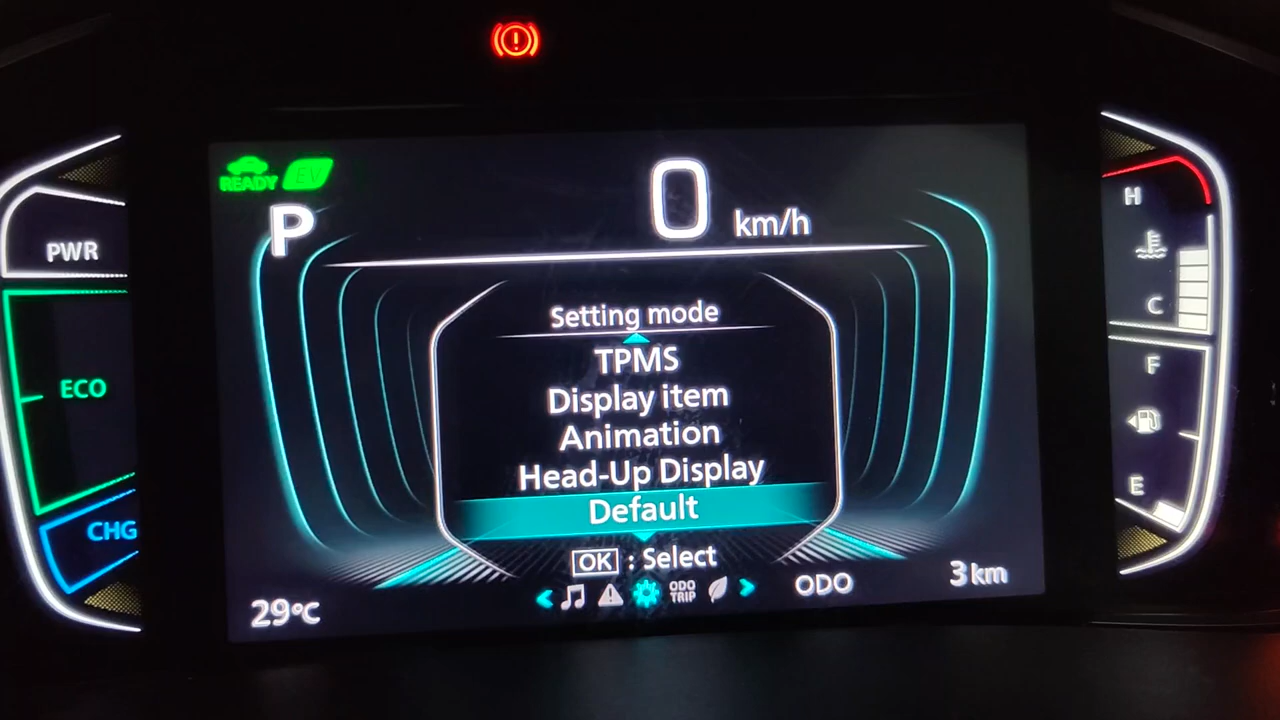 READY EV
P
0 km/h
PWR
ECO
CHG
Setting mode
TPMS
Display item
Animation
Head-Up Display
Default
OK : Select
ODO
TRIP
ODO 3 km
29°C
H
C
F
E